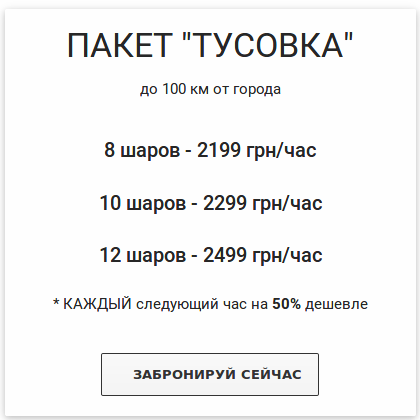 ПАКЕТ "ТУСОВКА"
до 100 км от города
8 шаров - 2199 грн/час
10 шаров - 2299 грн/час
12 шаров - 2499 грн/час
* КАЖДЫЙ следующий час на 50% дешевле
ЗАБРОНИРУЙ СЕЙЧАС